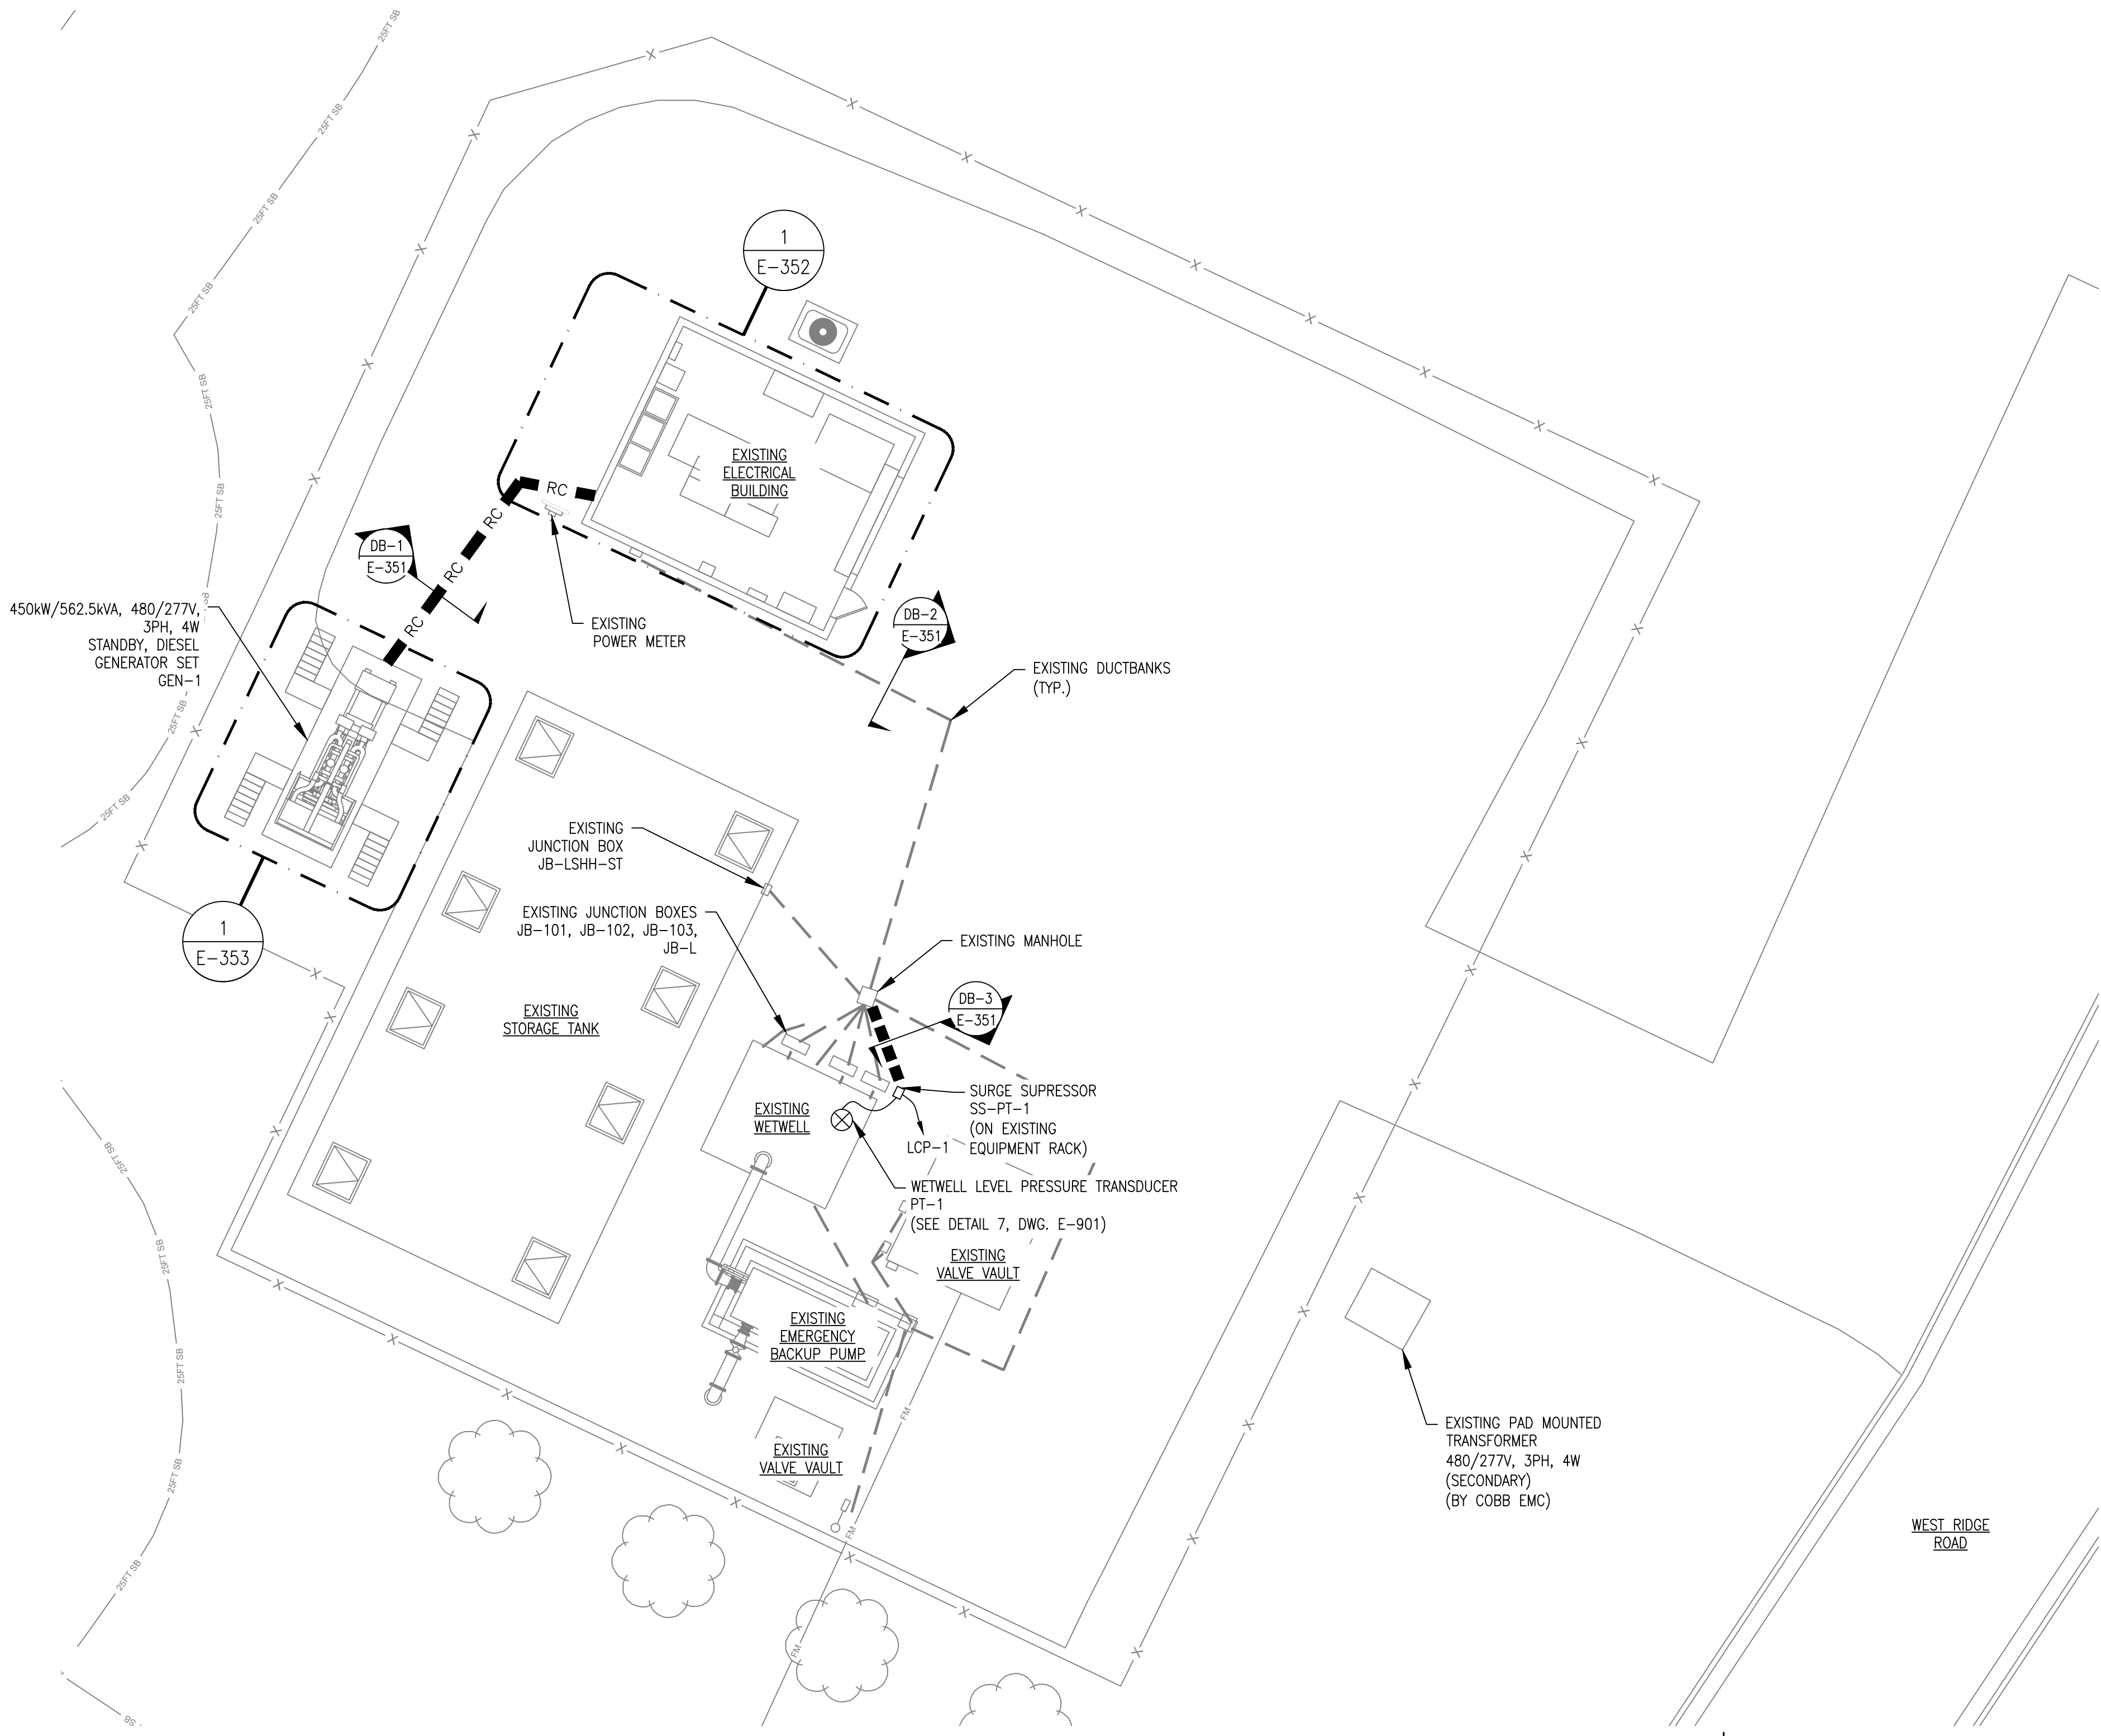 25FT SB
25FT SB
25FT SB
25FT SB
25FT SB
25FT SB
25FT SB
25FT SB
25FT SB
1
E-352
EXISTING
ELECTRICAL
BUILDING
RC
RC
RC
RC
DB-1
E-351
EXISTING
POWER METER
450kW/562.5kVA, 480/277V,
3PH, 4W
STANDBY, DIESEL
GENERATOR SET
GEN-1
DB-2
E-351
EXISTING DUCTBANKS
(TYP.)
EXISTING
JUNCTION BOX
JB-LSHH-ST
EXISTING JUNCTION BOXES
JB-101, JB-102, JB-103,
JB-L
1
E-353
EXISTING MANHOLE
DB-3
E-351
EXISTING
STORAGE TANK
EXISTING
WETWELL
SURGE SUPRESSOR
SS-PT-1
(ON EXISTING
EQUIPMENT RACK)
LCP-1
WETWELL LEVEL PRESSURE TRANSDUCER
PT-1
(SEE DETAIL 7, DWG. E-901)
EXISTING
VALVE VAULT
EXISTING
EMERGENCY
BACKUP PUMP
EXISTING
VALVE VAULT
FM
FM
FM
EXISTING PAD MOUNTED
TRANSFORMER
480/277V, 3PH, 4W
(SECONDARY)
(BY COBB EMC)
WEST RIDGE
ROAD
25FT SB
25FT SB
25FT SB
25FT SB
25FT SB